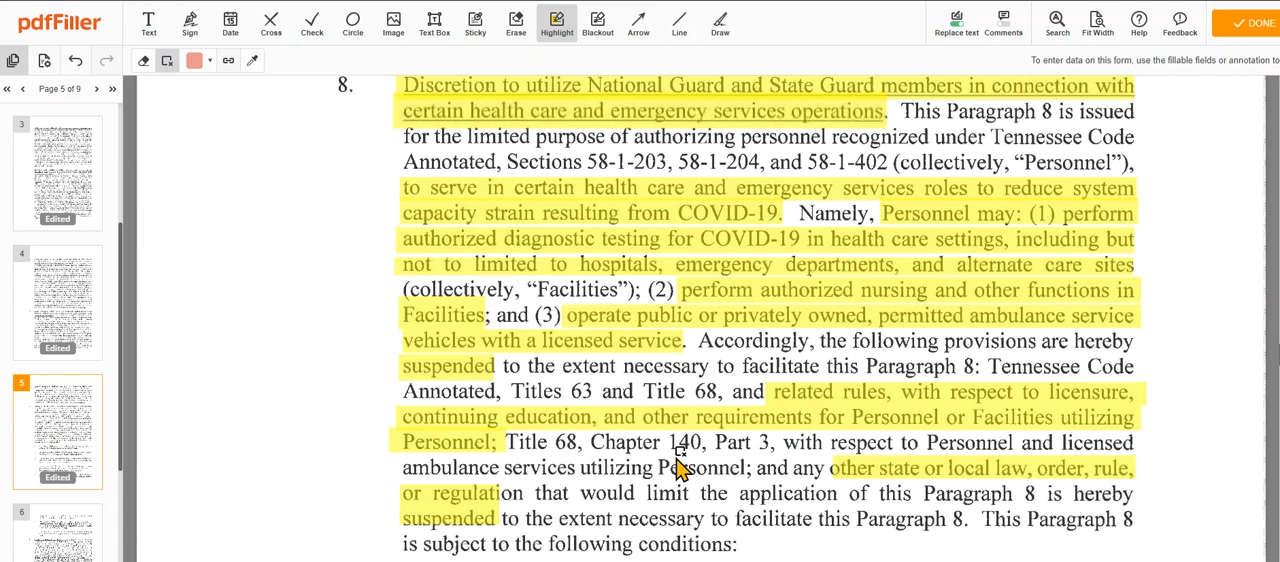 pdfFiller
Text Sign Date Cross Check Circle Image Text Box Sticky Erase Highlight Blackout Arrow Line Draw Replace text Comments Search Fit Width Help Feedback DONE
Page 5 of 9
To enter data on this form, use the fillable fields or annotation to
3
Edited
4
Edited
5
Edited
6
8. Discretion to utilize National Guard and State Guard members in connection with
certain health care and emergency services operations. This Paragraph 8 is issued
for the limited purpose of authorizing personnel recognized under Tennessee Code
Annotated, Sections 58-1-203, 58-1-204, and 58-1-402 (collectively, “Personnel”),
to serve in certain health care and emergency services roles to reduce system
capacity strain resulting from COVID-19. Namely, Personnel may: (1) perform
authorized diagnostic testing for COVID-19 in health care settings, including but
not to limited to hospitals, emergency departments, and alternate care sites
(collectively, “Facilities”); (2) perform authorized nursing and other functions in
Facilities; and (3) operate public or privately owned, permitted ambulance service
vehicles with a licensed service. Accordingly, the following provisions are hereby
suspended to the extent necessary to facilitate this Paragraph 8: Tennessee Code
Annotated, Titles 63 and Title 68, and related rules, with respect to licensure,
continuing education, and other requirements for Personnel or Facilities utilizing
Personnel; Title 68, Chapter 140, Part 3, with respect to Personnel and licensed
ambulance services utilizing Personnel; and any other state or local law, order, rule,
or regulation that would limit the application of this Paragraph 8 is hereby
suspended to the extent necessary to facilitate this Paragraph 8. This Paragraph 8
is subject to the following conditions: